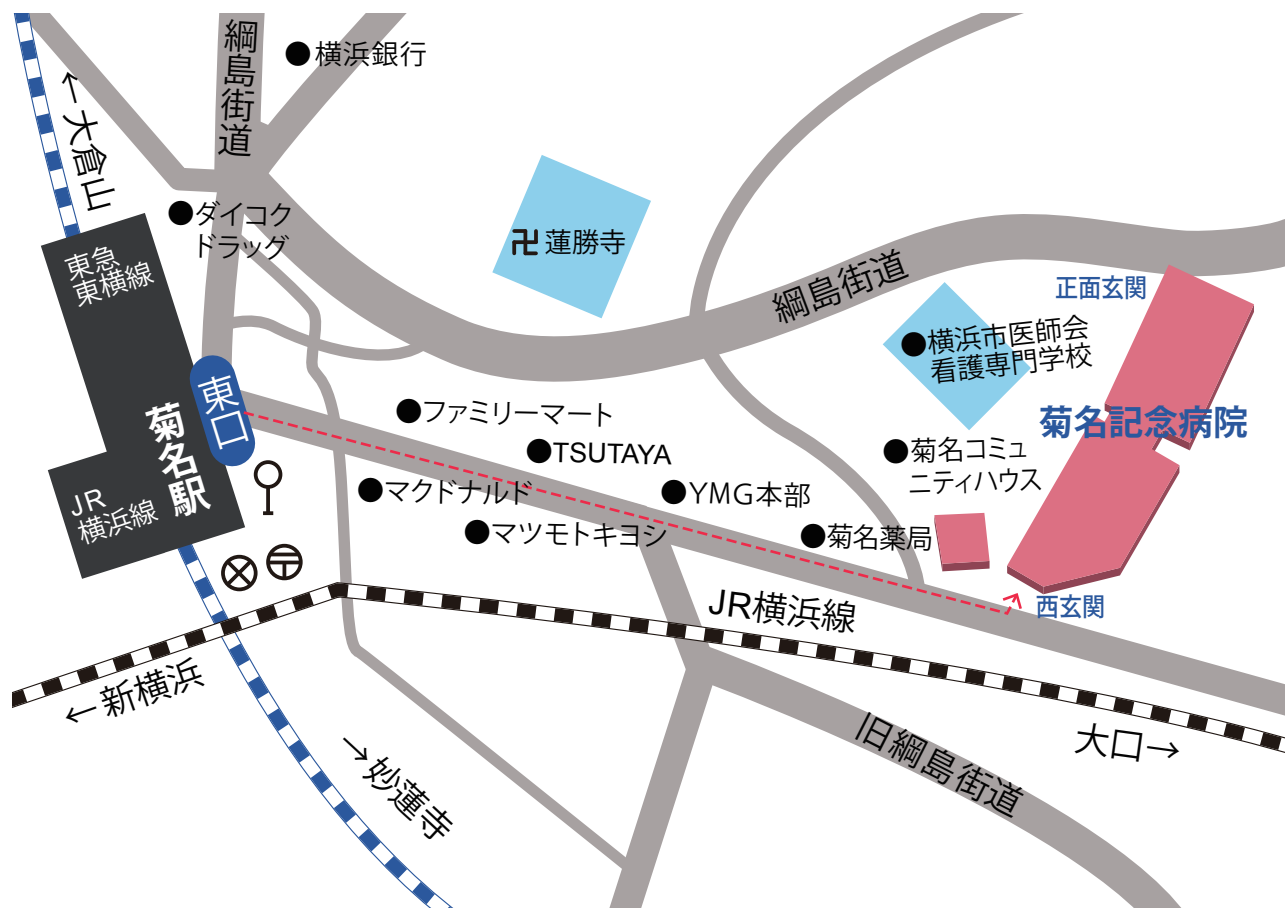 綱島街道
横浜銀行
←大倉山
ダイコク
ドラッグ
卍蓮勝寺
東急
東横線
綱島街道
正面玄関
横浜市医師会
看護専門学校
東口
菊名駅
ファミリーマート
菊名記念病院
TSUTAYA
菊名コミュ
ニティハウス
JR
横浜線
マクドナルド
YMG本部
マツモトキヨシ
菊名薬局
〒
JR横浜線
西玄関
←新横浜
大口→
→妙蓮寺
旧綱島街道